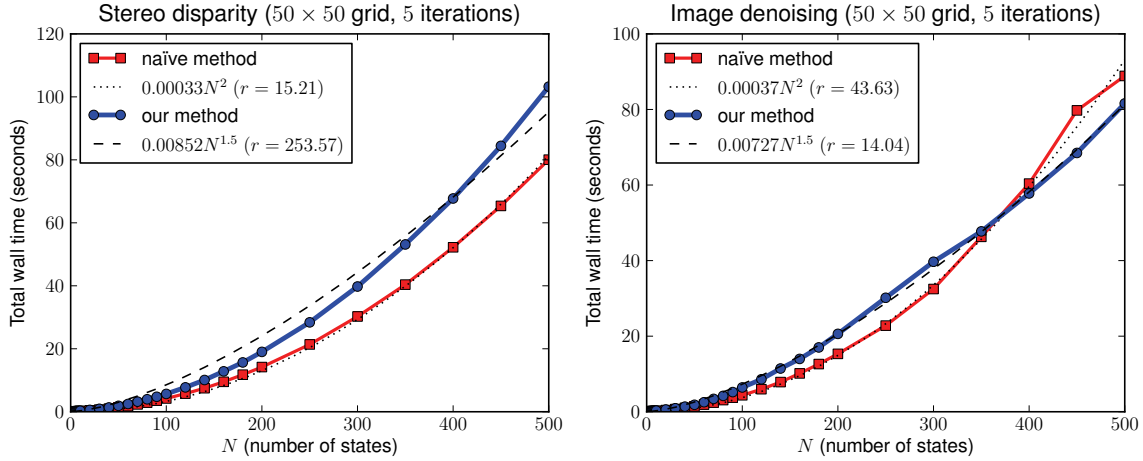 Stereo disparity (50 × 50 grid, 5 iterations)
120
100
80
60
40
20
0
Total wall time (seconds)
naïve method
0.00033N^2 (r = 15.21)
our method
0.00852N^1.5 (r = 253.57)
0 100 200 300 400 500
N (number of states)
Image denoising (50 × 50 grid, 5 iterations)
100
80
60
40
20
0
Total wall time (seconds)
naïve method
0.00037N^2 (r = 43.63)
our method
0.00727N^1.5 (r = 14.04)
0 100 200 300 400 500
N (number of states)